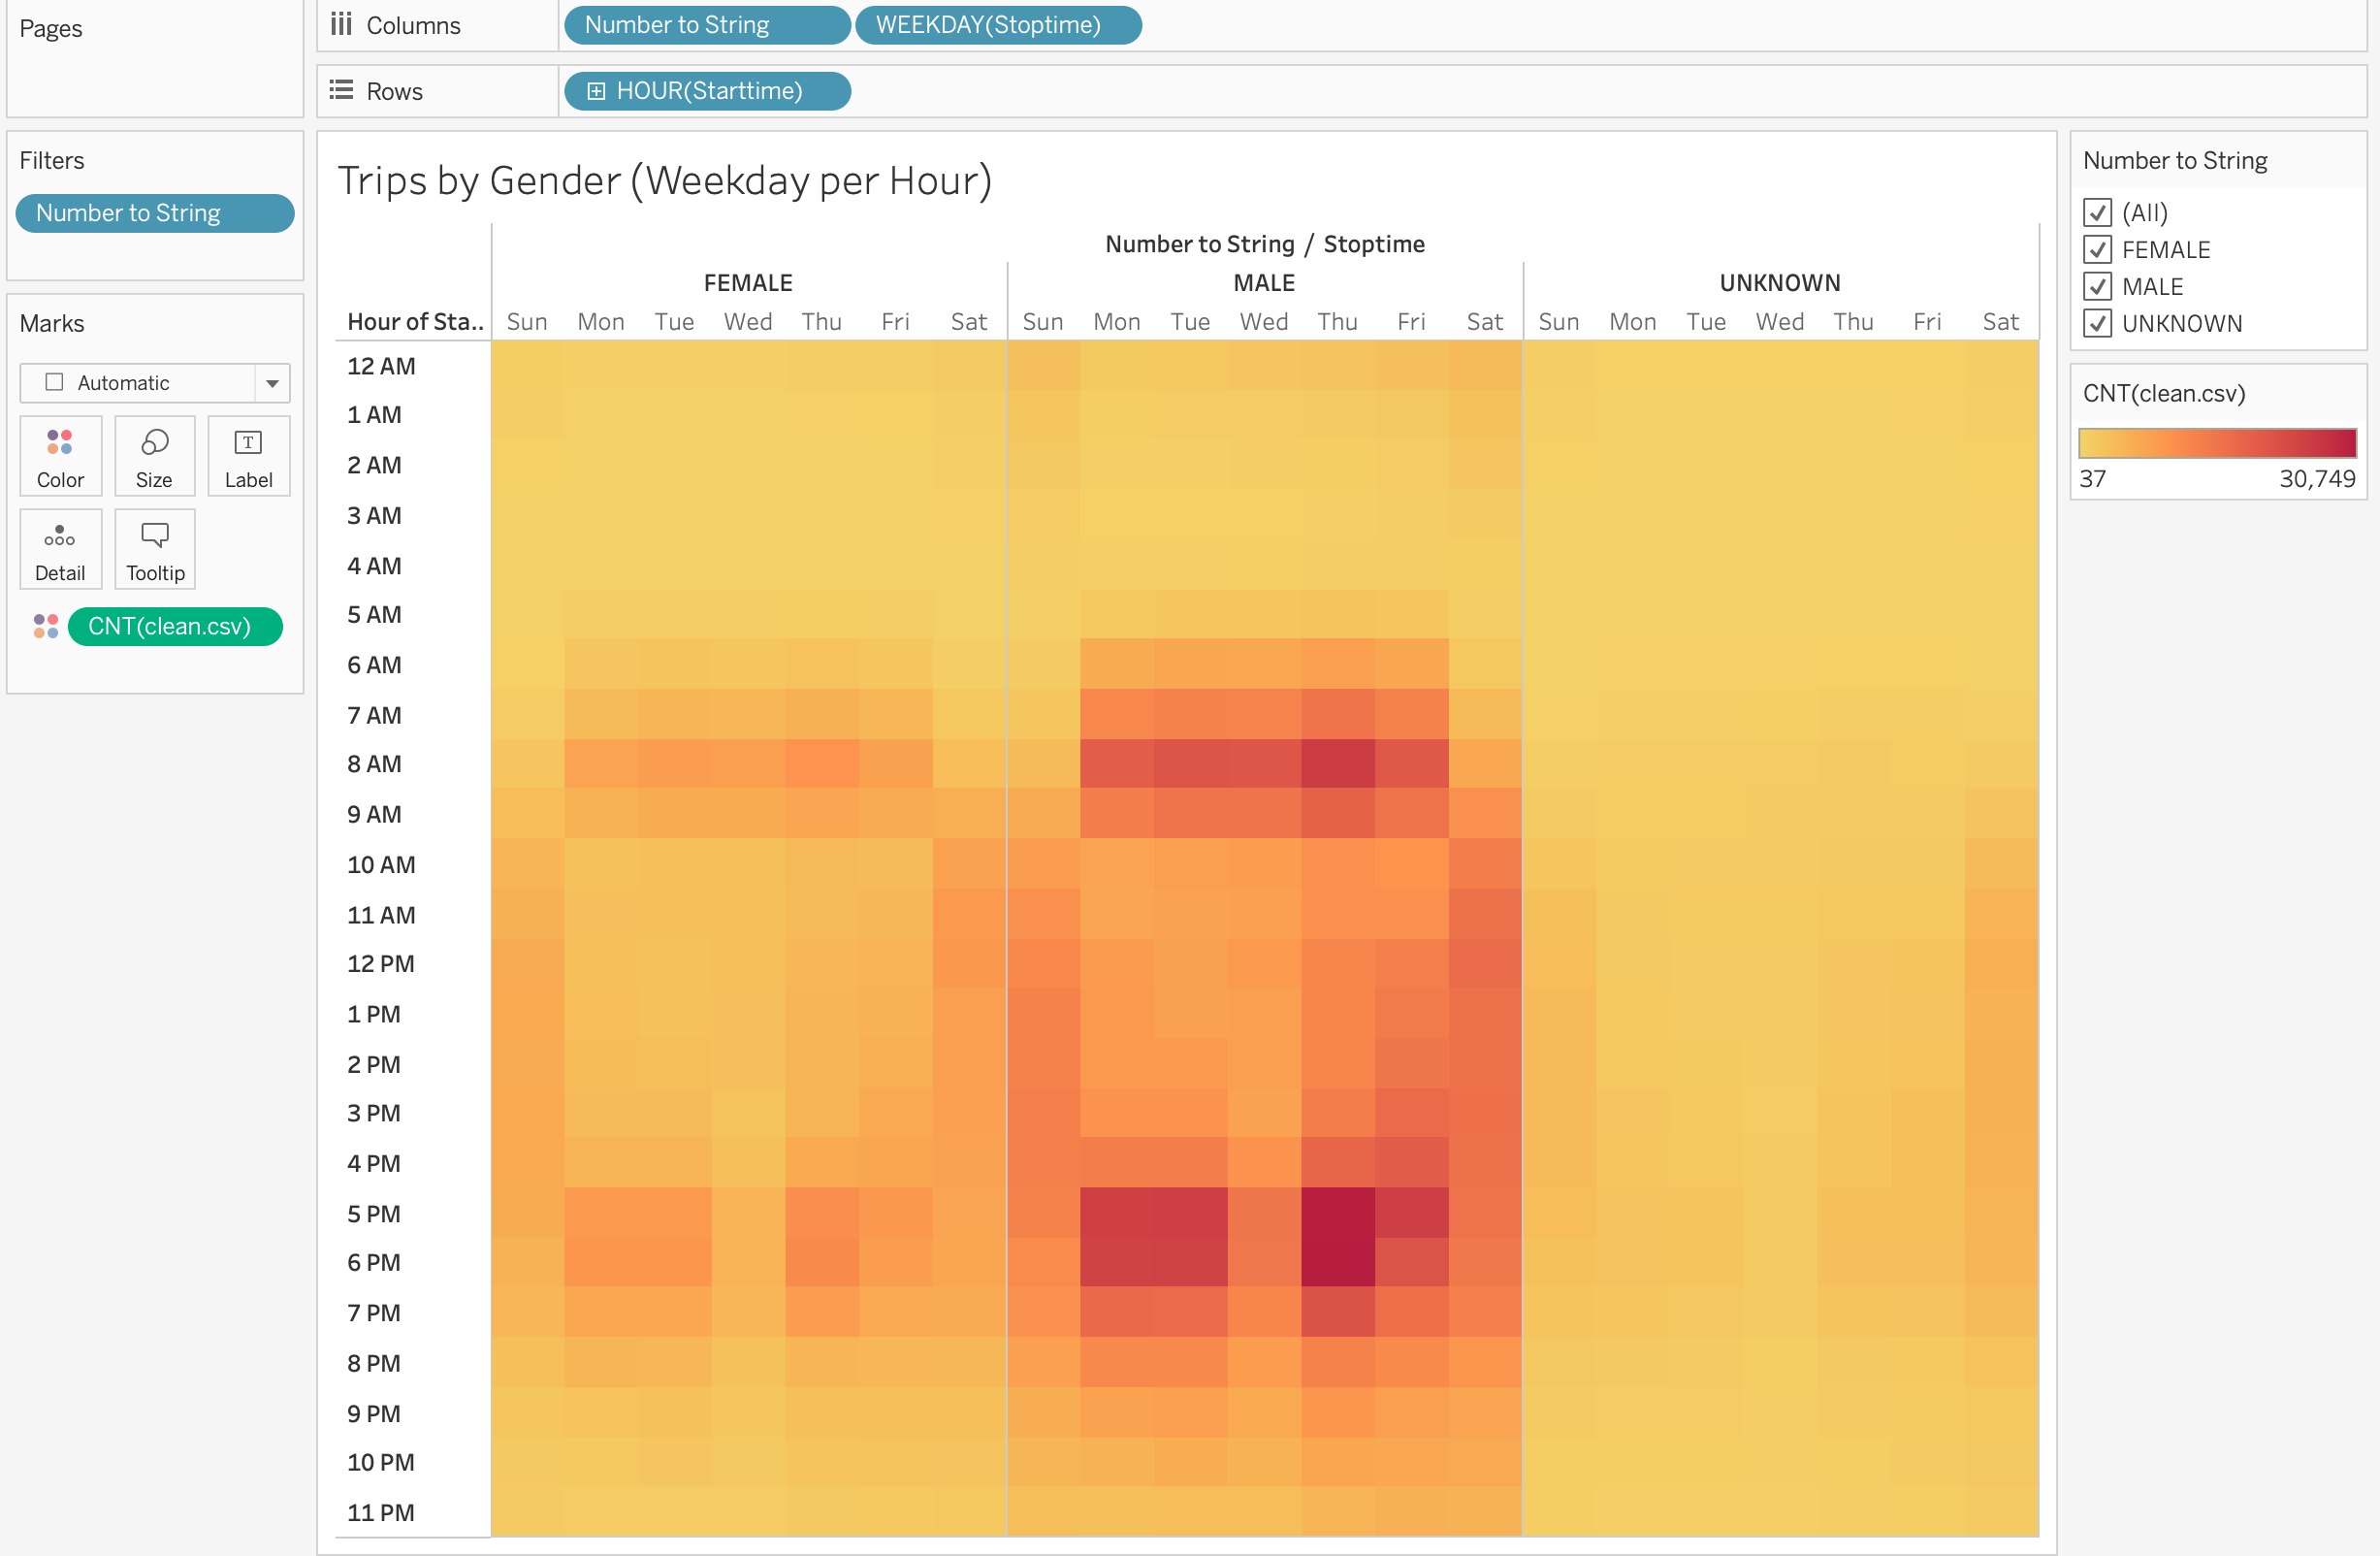 Pages
Columns Number to String WEEKDAY(Stoptime)
Rows HOUR(Starttime)
Filters
Number to String
Marks
Automatic
Color Size Label
Detail Tooltip
CNT(clean.csv)
Trips by Gender (Weekday per Hour)
Number to String / Stoptime
FEMALE MALE UNKNOWN
Hour of Sta.. Sun Mon Tue Wed Thu Fri Sat Sun Mon Tue Wed Thu Fri Sat Sun Mon Tue Wed Thu Fri Sat
12 AM
1 AM
2 AM
3 AM
4 AM
5 AM
6 AM
7 AM
8 AM
9 AM
10 AM
11 AM
12 PM
1 PM
2 PM
3 PM
4 PM
5 PM
6 PM
7 PM
8 PM
9 PM
10 PM
11 PM
Number to String
(All)
FEMALE
MALE
UNKNOWN
CNT(clean.csv)
37 30,749